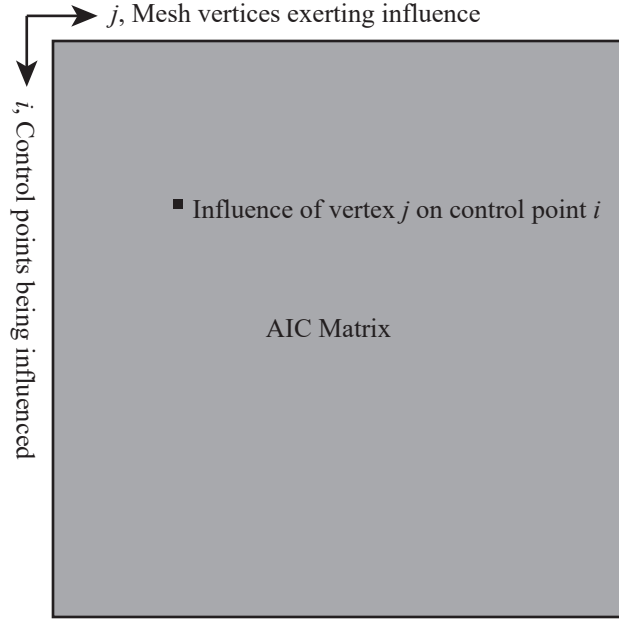 j, Mesh vertices exerting influence
i, Control points being influenced
Influence of vertex j on control point i
AIC Matrix